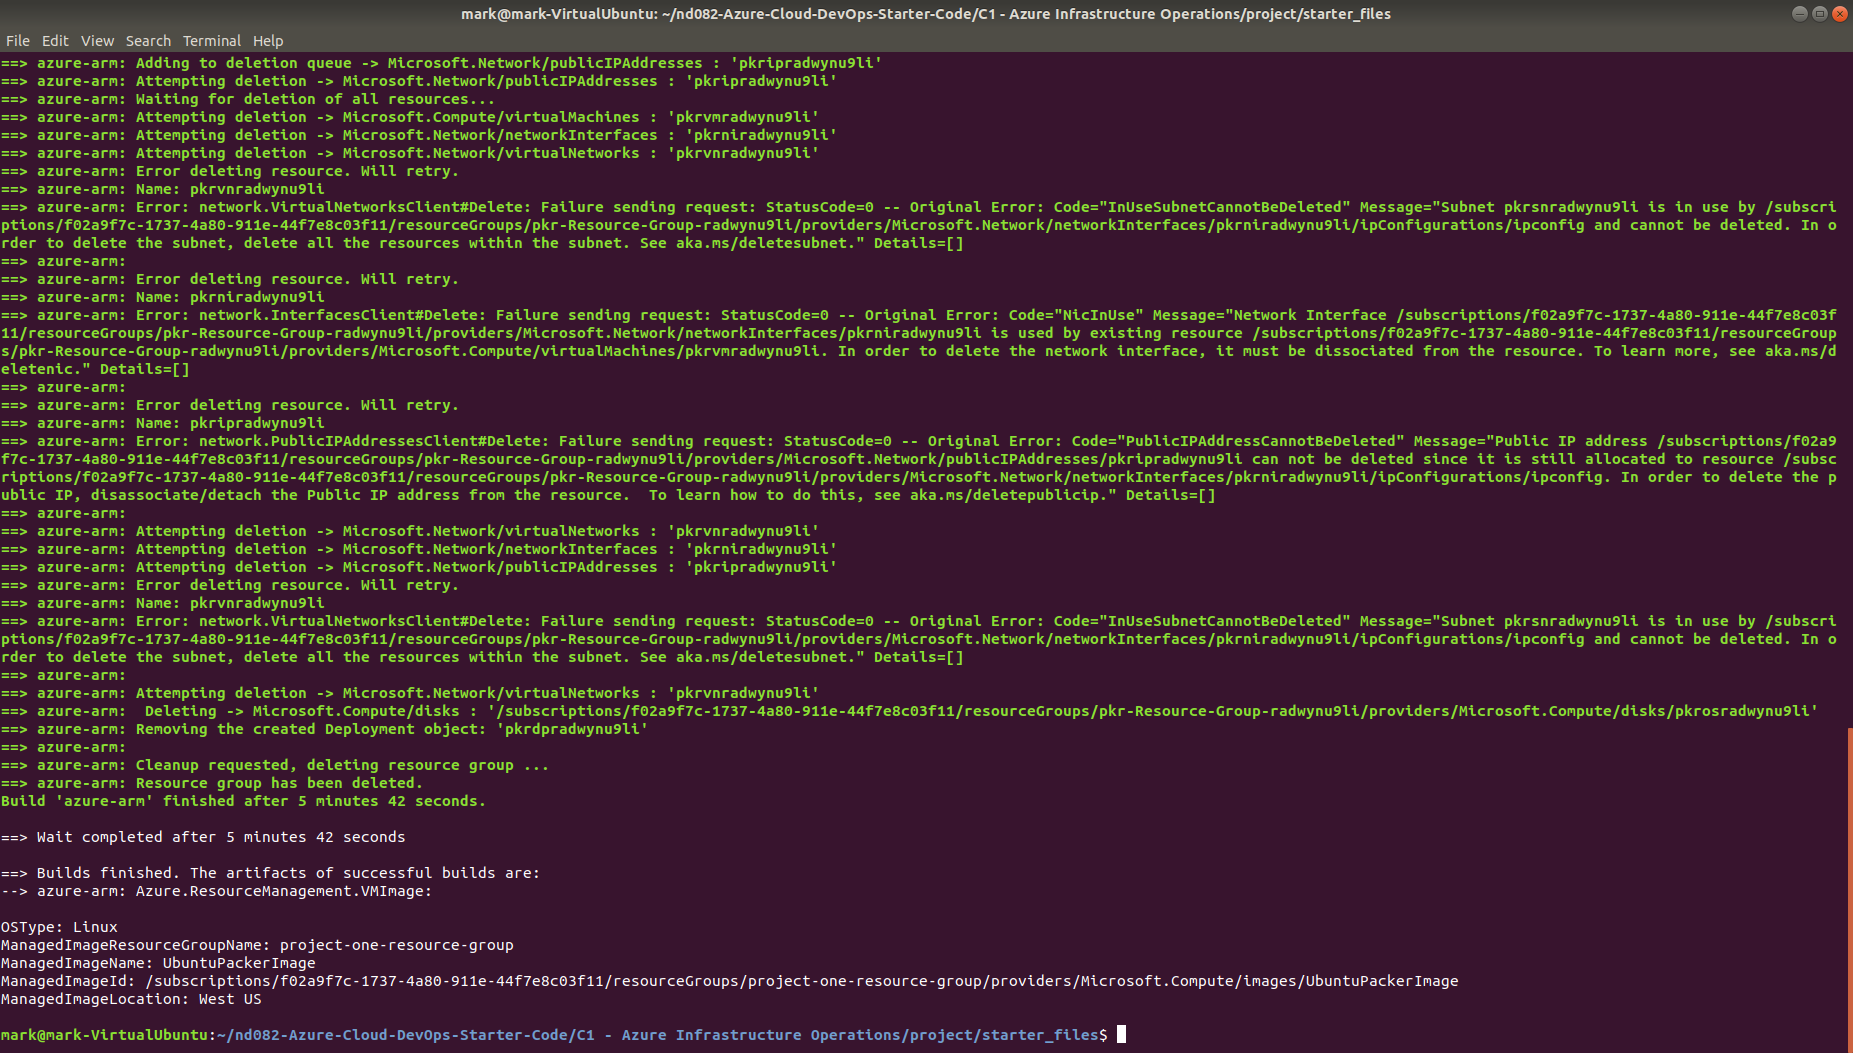 mark@mark-VirtualUbuntu: ~/nd082-Azure-Cloud-DevOps-Starter-Code/C1 - Azure Infrastructure Operations/project/starter_files
File Edit View Search Terminal Help
==> azure-arm: Adding to deletion queue -> Microsoft.Network/publicIPAddresses : 'pkripradwynu9li'
==> azure-arm: Attempting deletion -> Microsoft.Network/publicIPAddresses : 'pkripradwynu9li'
==> azure-arm: Waiting for deletion of all resources...
==> azure-arm: Attempting deletion -> Microsoft.Compute/virtualMachines : 'pkrvmradwynu9li'
==> azure-arm: Attempting deletion -> Microsoft.Network/networkInterfaces : 'pkrniradwynu9li'
==> azure-arm: Attempting deletion -> Microsoft.Network/virtualNetworks : 'pkrvnradwynu9li'
==> azure-arm: Error deleting resource. Will retry.
==> azure-arm: Name: pkrvnradwynu9li
==> azure-arm: Error: network.VirtualNetworksClient#Delete: Failure sending request: StatusCode=0 -- Original Error: Code="InUseSubnetCannotBeDeleted" Message="Subnet pkrsnradwynu9li is in use by /subscri
ptions/f02a9f7c-1737-4a80-911e-44f7e8c03f11/resourceGroups/pkr-Resource-Group-radwynu9li/providers/Microsoft.Network/networkInterfaces/pkrniradwynu9li/ipConfigurations/ipconfig and cannot be deleted. In o
rder to delete the subnet, delete all the resources within the subnet. See aka.ms/deletesubnet." Details=[]
==> azure-arm:
==> azure-arm: Error deleting resource. Will retry.
==> azure-arm: Name: pkrniradwynu9li
==> azure-arm: Error: network.InterfacesClient#Delete: Failure sending request: StatusCode=0 -- Original Error: Code="NicInUse" Message="Network Interface /subscriptions/f02a9f7c-1737-4a80-911e-44f7e8c03f
11/resourceGroups/pkr-Resource-Group-radwynu9li/providers/Microsoft.Network/networkInterfaces/pkrniradwynu9li is used by existing resource /subscriptions/f02a9f7c-1737-4a80-911e-44f7e8c03f11/resourceGroup
s/pkr-Resource-Group-radwynu9li/providers/Microsoft.Compute/virtualMachines/pkrvmradwynu9li. In order to delete the network interface, it must be dissociated from the resource. To learn more, see aka.ms/d
eletenic." Details=[]
==> azure-arm:
==> azure-arm: Error deleting resource. Will retry.
==> azure-arm: Name: pkripradwynu9li
==> azure-arm: Error: network.PublicIPAddressesClient#Delete: Failure sending request: StatusCode=0 -- Original Error: Code="PublicIPAddressCannotBeDeleted" Message="Public IP address /subscriptions/f02a9
f7c-1737-4a80-911e-44f7e8c03f11/resourceGroups/pkr-Resource-Group-radwynu9li/providers/Microsoft.Network/publicIPAddresses/pkripradwynu9li can not be deleted since it is still allocated to resource /subsc
riptions/f02a9f7c-1737-4a80-911e-44f7e8c03f11/resourceGroups/pkr-Resource-Group-radwynu9li/providers/Microsoft.Network/networkInterfaces/pkrniradwynu9li/ipConfigurations/ipconfig. In order to delete the p
ublic IP, disassociate/detach the Public IP address from the resource.  To learn how to do this, see aka.ms/deletepublicip." Details=[]
==> azure-arm:
==> azure-arm: Attempting deletion -> Microsoft.Network/virtualNetworks : 'pkrvnradwynu9li'
==> azure-arm: Attempting deletion -> Microsoft.Network/networkInterfaces : 'pkrniradwynu9li'
==> azure-arm: Attempting deletion -> Microsoft.Network/publicIPAddresses : 'pkripradwynu9li'
==> azure-arm: Error deleting resource. Will retry.
==> azure-arm: Name: pkrvnradwynu9li
==> azure-arm: Error: network.VirtualNetworksClient#Delete: Failure sending request: StatusCode=0 -- Original Error: Code="InUseSubnetCannotBeDeleted" Message="Subnet pkrsnradwynu9li is in use by /subscri
ptions/f02a9f7c-1737-4a80-911e-44f7e8c03f11/resourceGroups/pkr-Resource-Group-radwynu9li/providers/Microsoft.Network/networkInterfaces/pkrniradwynu9li/ipConfigurations/ipconfig and cannot be deleted. In o
rder to delete the subnet, delete all the resources within the subnet. See aka.ms/deletesubnet." Details=[]
==> azure-arm:
==> azure-arm: Attempting deletion -> Microsoft.Network/virtualNetworks : 'pkrvnradwynu9li'
==> azure-arm:  Deleting -> Microsoft.Compute/disks : '/subscriptions/f02a9f7c-1737-4a80-911e-44f7e8c03f11/resourceGroups/pkr-Resource-Group-radwynu9li/providers/Microsoft.Compute/disks/pkrosradwynu9li'
==> azure-arm: Removing the created Deployment object: 'pkrdpradwynu9li'
==> azure-arm:
==> azure-arm: Cleanup requested, deleting resource group ...
==> azure-arm: Resource group has been deleted.
Build 'azure-arm' finished after 5 minutes 42 seconds.
==> Wait completed after 5 minutes 42 seconds
==> Builds finished. The artifacts of successful builds are:
--> azure-arm: Azure.ResourceManagement.VMImage:
OSType: Linux
ManagedImageResourceGroupName: project-one-resource-group
ManagedImageName: UbuntuPackerImage
ManagedImageId: /subscriptions/f02a9f7c-1737-4a80-911e-44f7e8c03f11/resourceGroups/project-one-resource-group/providers/Microsoft.Compute/images/UbuntuPackerImage
ManagedImageLocation: West US
mark@mark-VirtualUbuntu:~/nd082-Azure-Cloud-DevOps-Starter-Code/C1 - Azure Infrastructure Operations/project/starter_files$